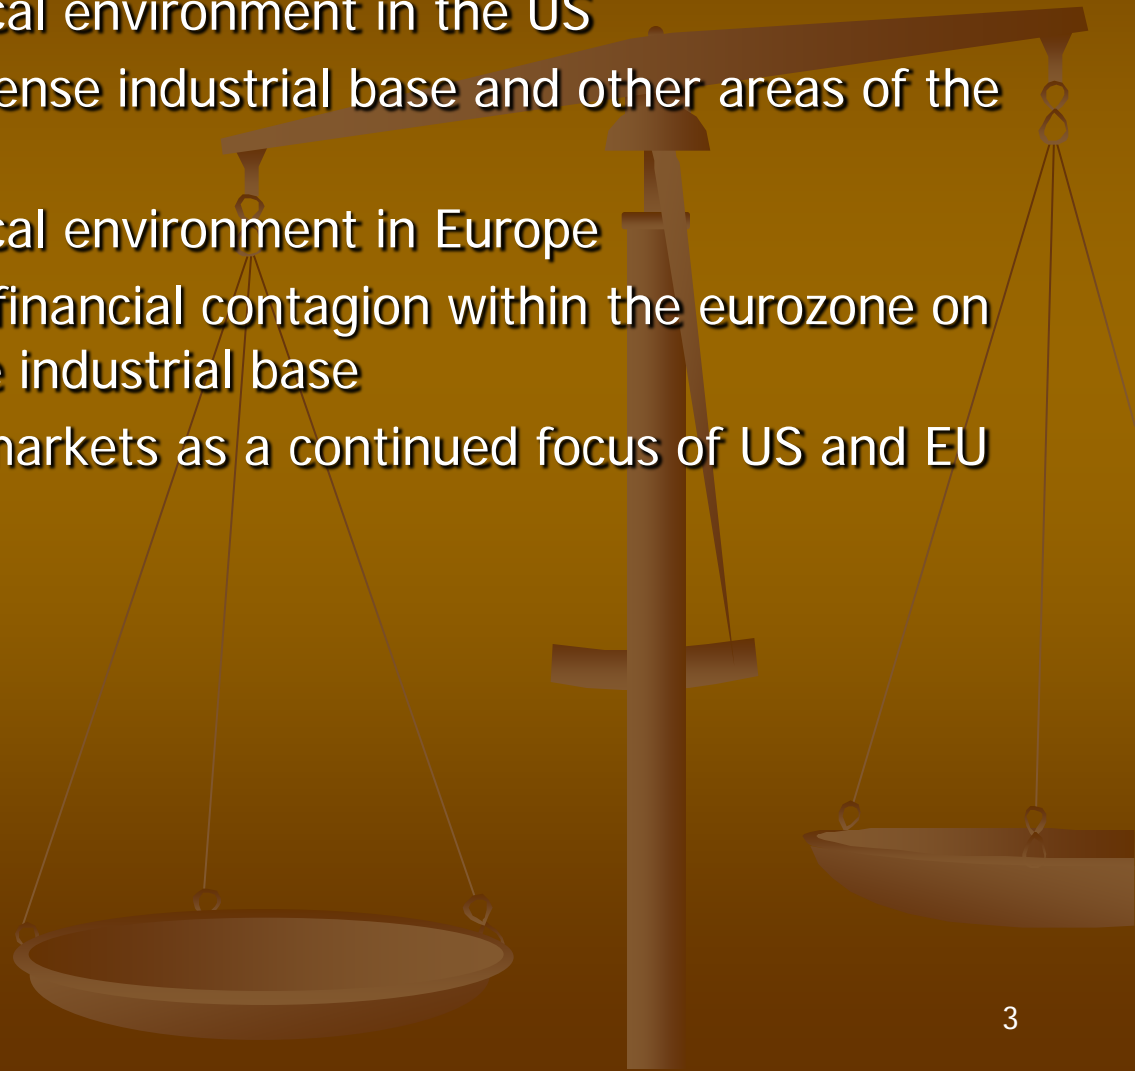 cal environment in the US
ense industrial base and other areas of the
cal environment in Europe
financial contagion within the eurozone on
industrial base
markets as a continued focus of US and EU
3